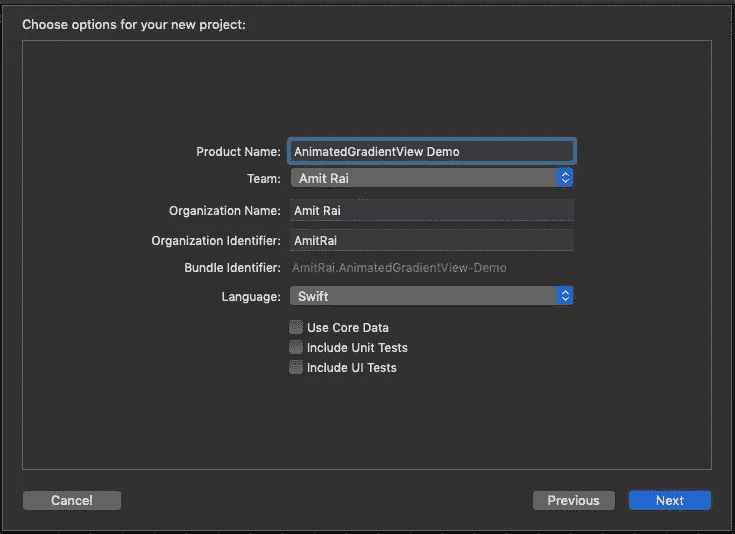 Choose options for your new project:
Product Name: AnimatedGradientView Demo
Team: Amit Rai
Organization Name: Amit Rai
Organization Identifier: AmitRai
Bundle Identifier: AmitRai.AnimatedGradientView-Demo
Language: Swift
Use Core Data
Include Unit Tests
Include UI Tests
Cancel Previous Next